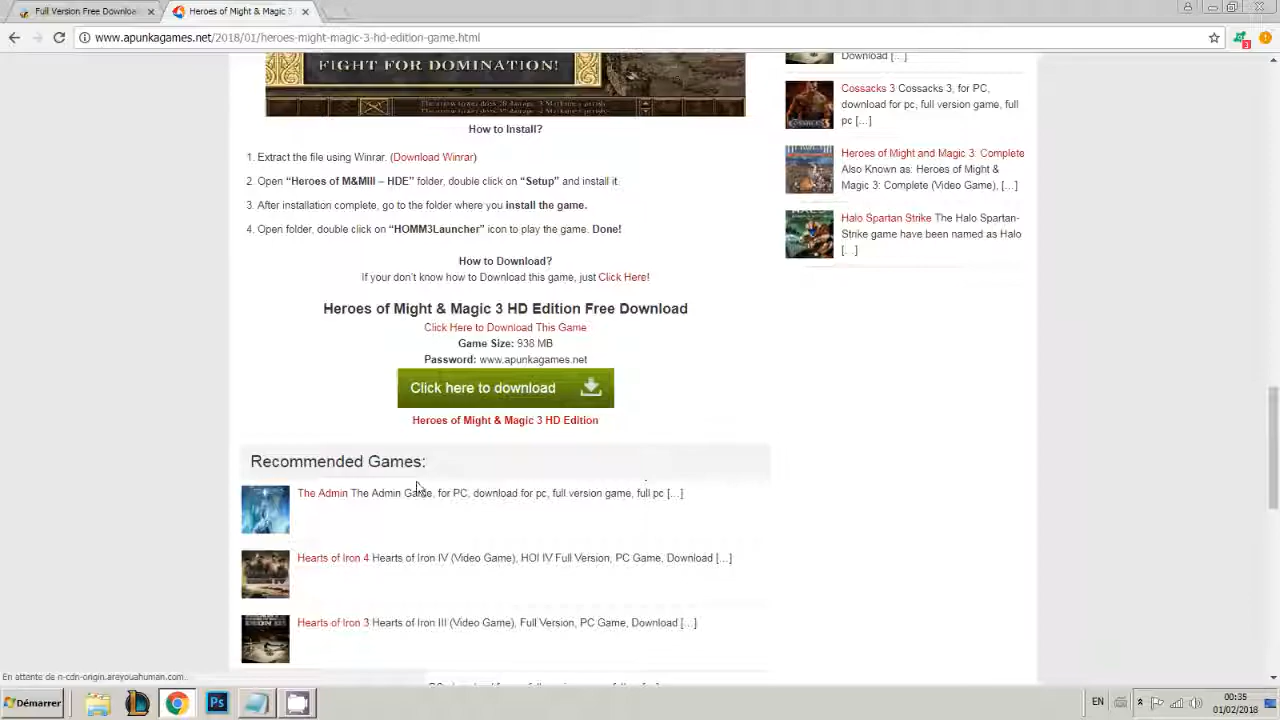 Full Version Free Downloa
Heroes of Might & Magic 3
www.apunkagames.net/2018/01/heroes-might-magic-3-hd-edition-game.html
FIGHT FOR DOMINATION!
How to Install?
1. Extract the file using Winrar (Download Winrar)
2. Open “Heroes of M&MIII – HDE” folder, double click on “Setup” and install it.
3. After installation complete, go to the folder where you install the game.
4. Open folder, double click on “HOMM3Launcher” icon to play the game. Done!
How to Download?
If your don’t know how to Download this game, just Click Here!
Heroes of Might & Magic 3 HD Edition Free Download
Click Here to Download This Game
Game Size: 938 MB
Password: www.apunkagames.net
Click here to download
Heroes of Might & Magic 3 HD Edition
Recommended Games:
The Admin The Admin Game, for PC, download for pc, full version game, full pc […]
Hearts of Iron 4 Hearts of Iron IV (Video Game), HOI IV Full Version, PC Game, Download […]
Hearts of Iron 3 Hearts of Iron III (Video Game), Full Version, PC Game, Download […]
Download […]
Cossacks 3 Cossacks 3, for PC,
download for pc, full version game, full
pc […]
COSSACKS 3
Heroes of Might and Magic 3: Complete
Also Known as: Heroes of Might &
Magic 3: Complete (Video Game), […]
Halo Spartan Strike The Halo Spartan-
Strike game have been named as Halo
[…]
En attente de n-cdn-origin.areyouahuman.com...
Démarrer
Ps
EN
00:35
01/02/2018